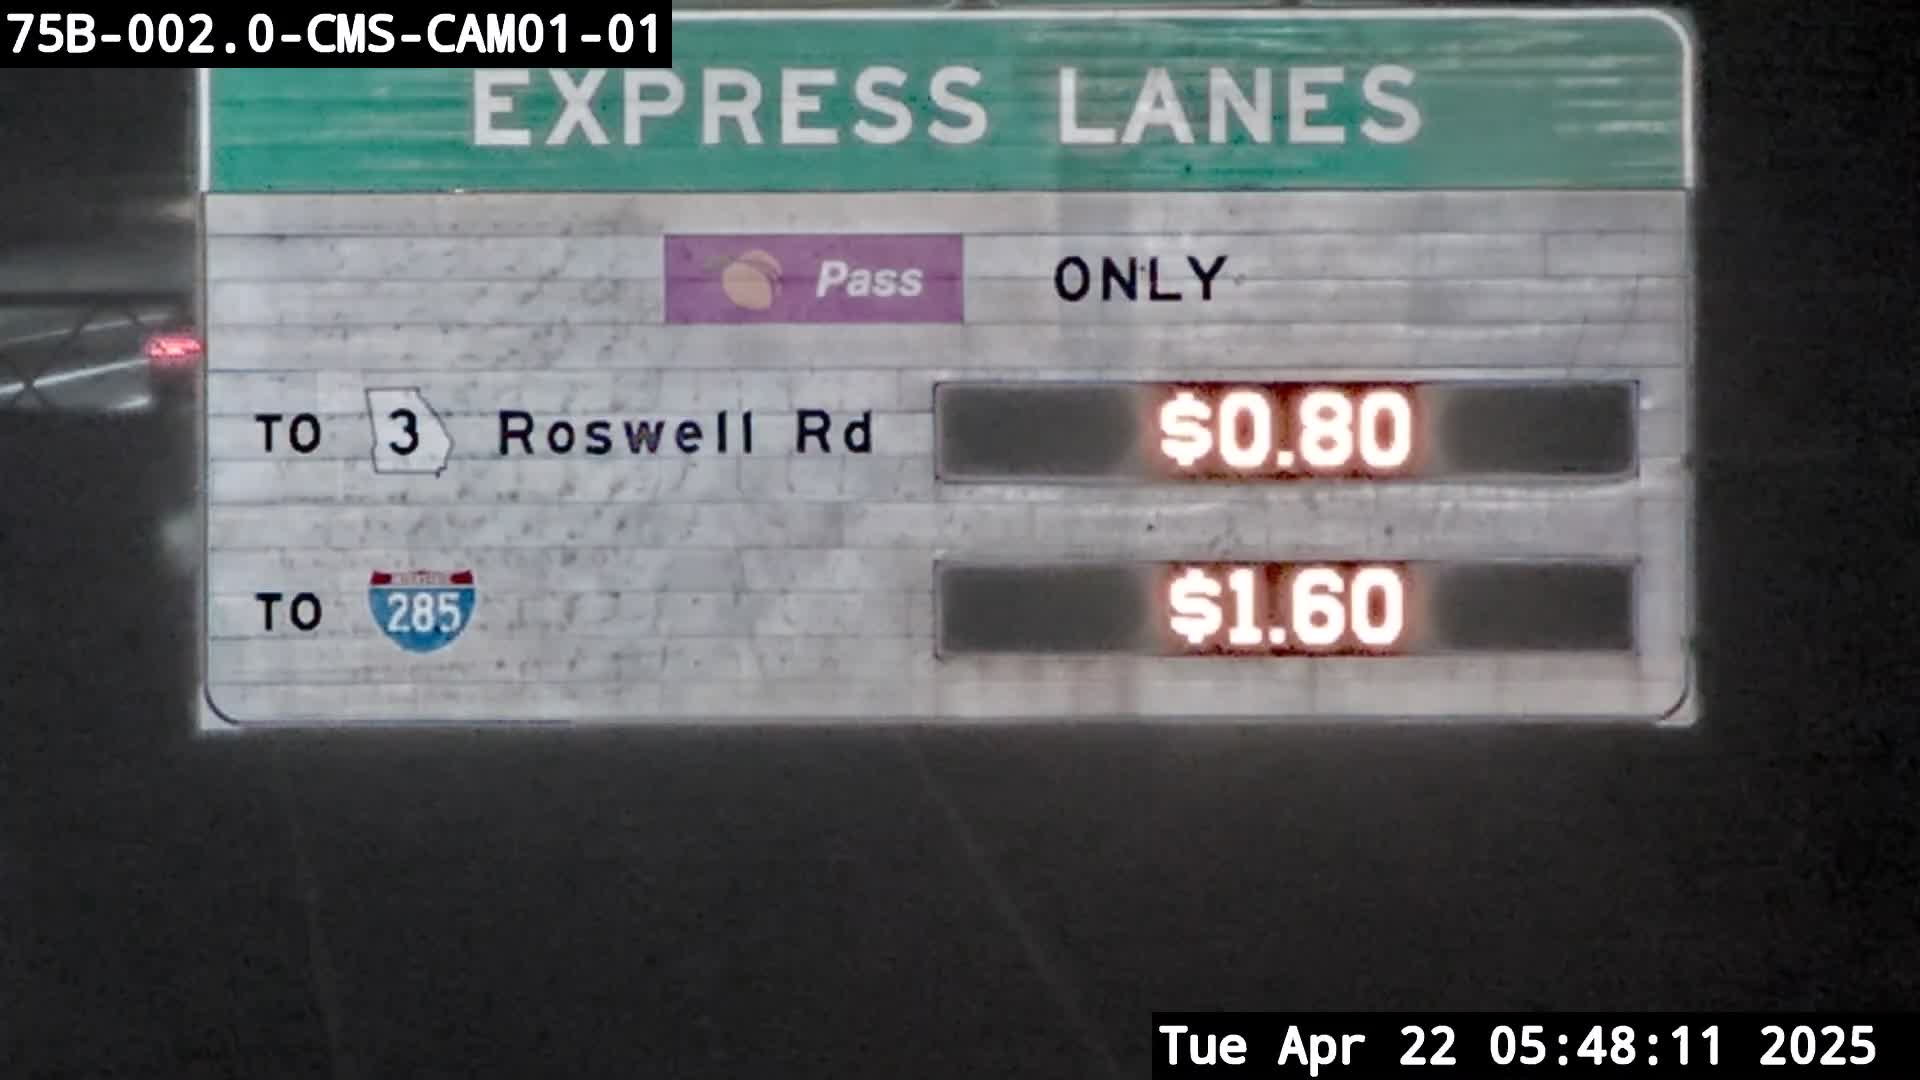 75B-002.0-CMS-CAM01-01
EXPRESS LANES
Pass ONLY
TO 3 Roswell Rd $0.80
TO 285 $1.60
Tue Apr 22 05:48:11 2025